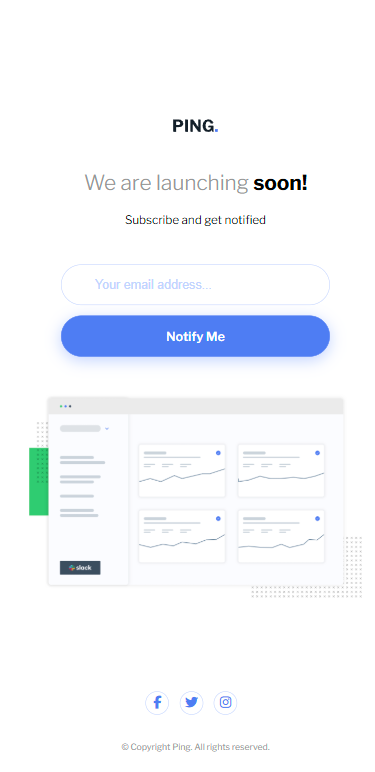 PING.
We are launching soon!
Subscribe and get notified
Your email address...
Notify Me
slack
© Copyright Ping. All rights reserved.